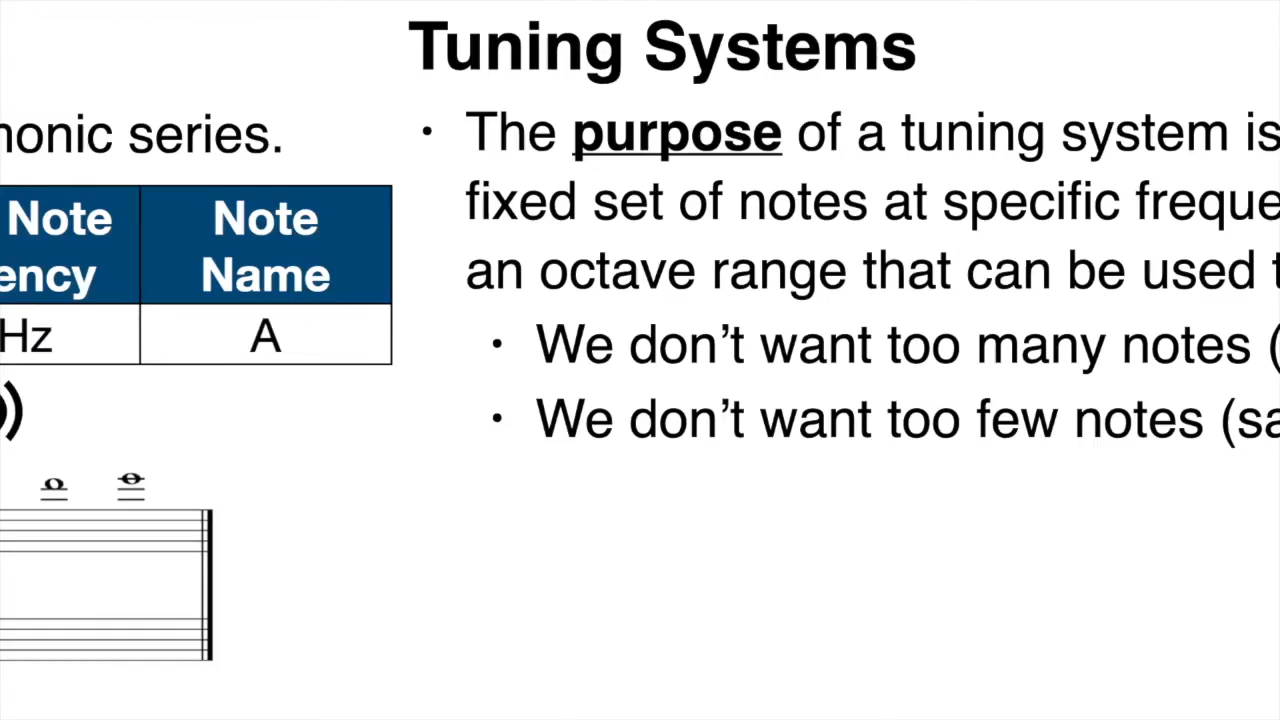 Tuning Systems
monic series.
Note
ency
Note
Name
Hz
A
• The purpose of a tuning system is
fixed set of notes at specific freque
an octave range that can be used t
• We don’t want too many notes (
• We don’t want too few notes (sa